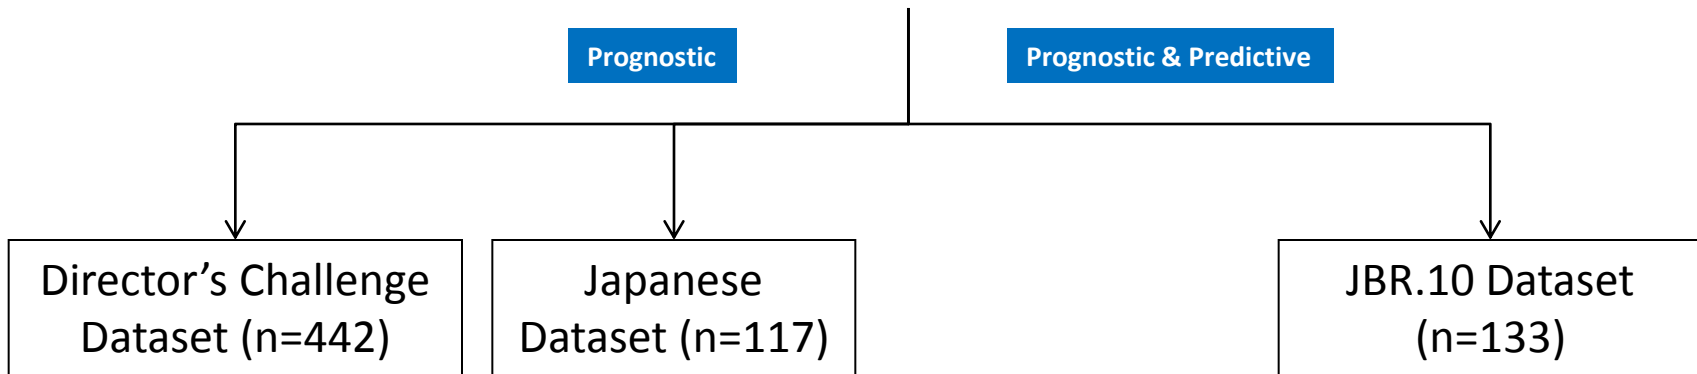 Prognostic
Prognostic & Predictive
Director’s Challenge
Dataset (n=442)
Japanese
Dataset (n=117)
JBR.10 Dataset
(n=133)